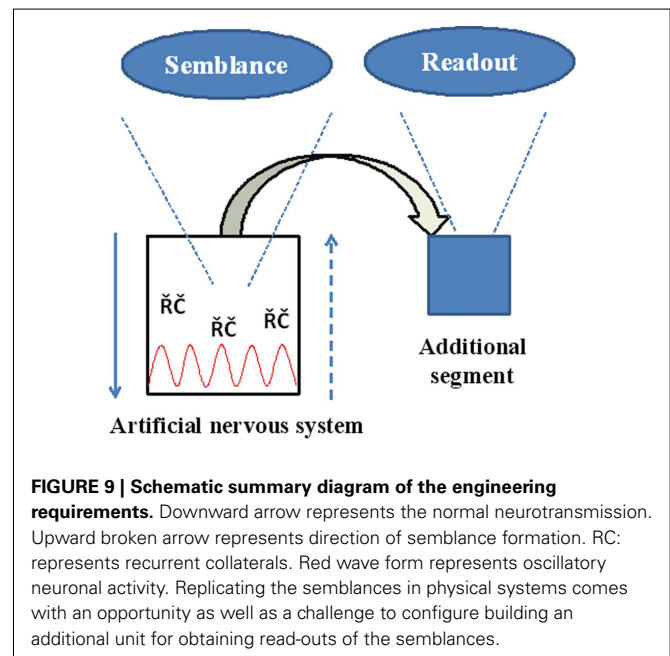 Semblance
Readout
ŘČ
ŘČ
ŘČ
Additional
segment
Artificial nervous system
FIGURE 9 | Schematic summary diagram of the engineering
requirements. Downward arrow represents the normal neurotransmission.
Upward broken arrow represents direction of semblance formation. RC:
represents recurrent collaterals. Red wave form represents oscillatory
neuronal activity. Replicating the semblances in physical systems comes
with an opportunity as well as a challenge to configure building an
additional unit for obtaining read-outs of the semblances.